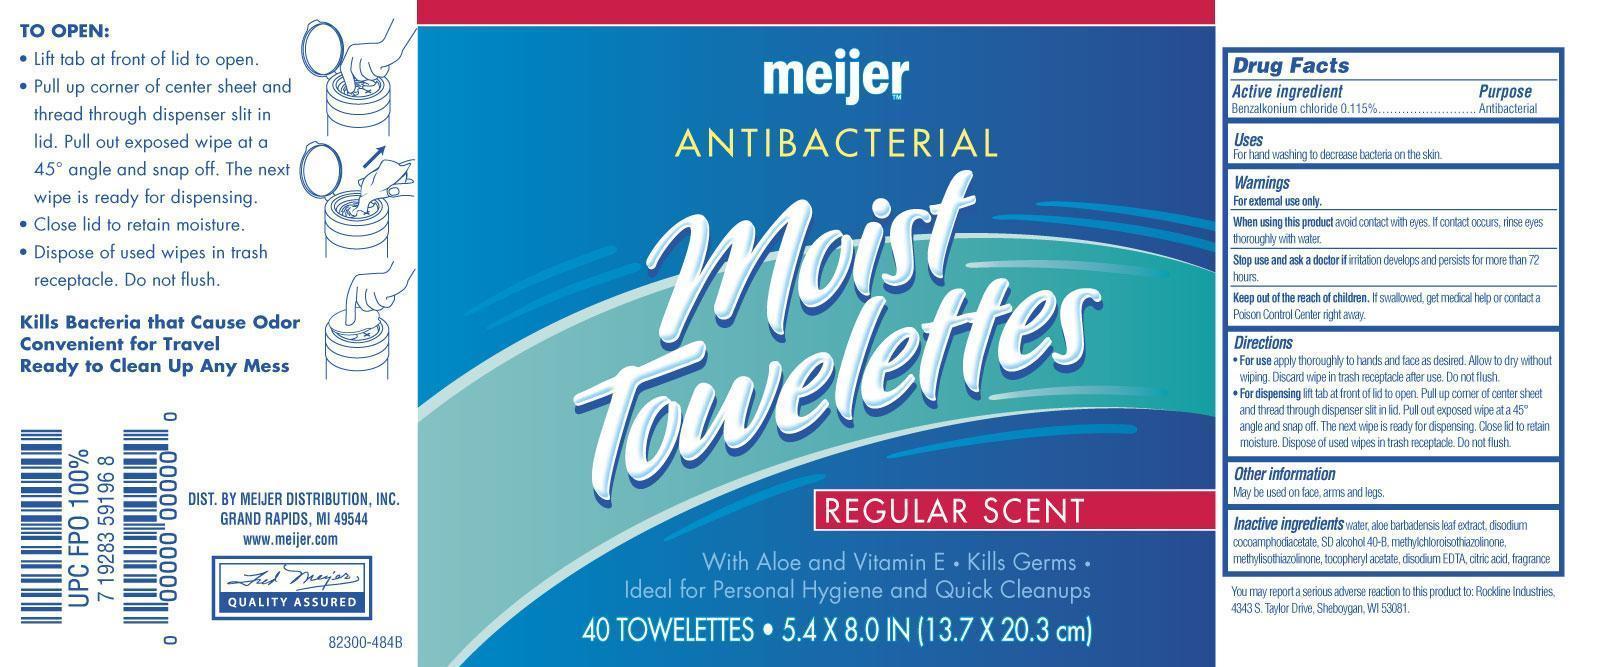 TO OPEN:
• Lift tab at front of lid to open.
• Pull up corner of center sheet and
thread through dispenser slit in
lid. Pull out exposed wipe at a
45° angle and snap off. The next
wipe is ready for dispensing.
• Close lid to retain moisture.
• Dispose of used wipes in trash
receptacle. Do not flush.
Kills Bacteria that Cause Odor
Convenient for Travel
Ready to Clean Up Any Mess
UPC FPO 100%
7 19283 59196 8
0 00000 00000 0
DIST. BY MEIJER DISTRIBUTION, INC.
GRAND RAPIDS, MI 49544
www.meijer.com
Fred Meijer
QUALITY ASSURED
82300-484B
meijer™
ANTIBACTERIAL
Moist
Towelettes
REGULAR SCENT
With Aloe and Vitamin E • Kills Germs •
Ideal for Personal Hygiene and Quick Cleanups
40 TOWELETTES • 5.4 X 8.0 IN (13.7 X 20.3 cm)
Drug Facts
Active ingredient Purpose
Benzalkonium chloride 0.115%........................ Antibacterial
Uses
For hand washing to decrease bacteria on the skin.
Warnings
For external use only.
When using this product avoid contact with eyes. If contact occurs, rinse eyes
thoroughly with water.
Stop use and ask a doctor if irritation develops and persists for more than 72
hours.
Keep out of the reach of children. If swallowed, get medical help or contact a
Poison Control Center right away.
Directions
• For use apply thoroughly to hands and face as desired. Allow to dry without
wiping. Discard wipe in trash receptacle after use. Do not flush.
• For dispensing lift tab at front of lid to open. Pull up corner of center sheet
and thread through dispenser slit in lid. Pull out exposed wipe at a 45°
angle and snap off. The next wipe is ready for dispensing. Close lid to retain
moisture. Dispose of used wipes in trash receptacle. Do not flush.
Other information
May be used on face, arms and legs.
Inactive ingredients water, aloe barbadensis leaf extract, disodium
cocoamphodiacetate, SD alcohol 40-B, methylchloroisothiazolinone,
methylisothiazolinone, tocopheryl acetate, disodium EDTA, citric acid, fragrance
You may report a serious adverse reaction to this product to: Rockline Industries,
4343 S. Taylor Drive, Sheboygan, WI 53081.